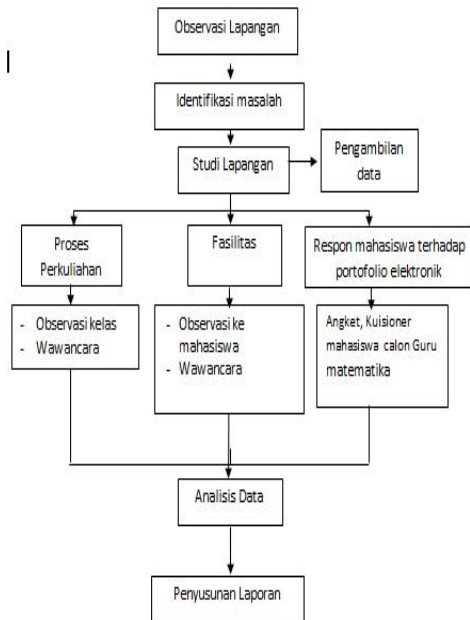 Observasi Lapangan
Identifikasi masalah
Studi Lapangan
Pengambilan
data
Proses
Perkuliahan
Fasilitas
Respon mahasiswa terhadap
portofolio elektronik
- Observasi kelas
- Wawancara
- Observasi ke
mahasiswa
- Wawancara
Angket, Kuisioner
mahasiswa calon Guru
matematika
Analisis Data
Penyusunan Laporan